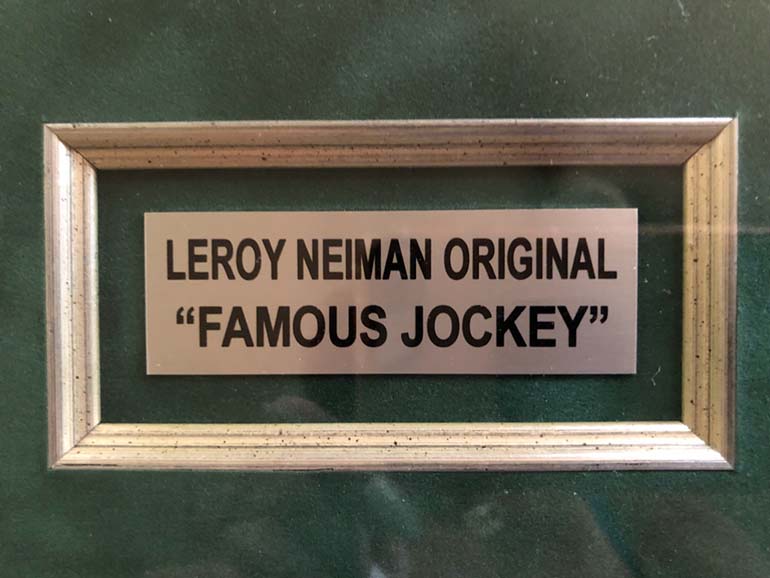 LEROY NEIMAN ORIGINAL
“FAMOUS JOCKEY”